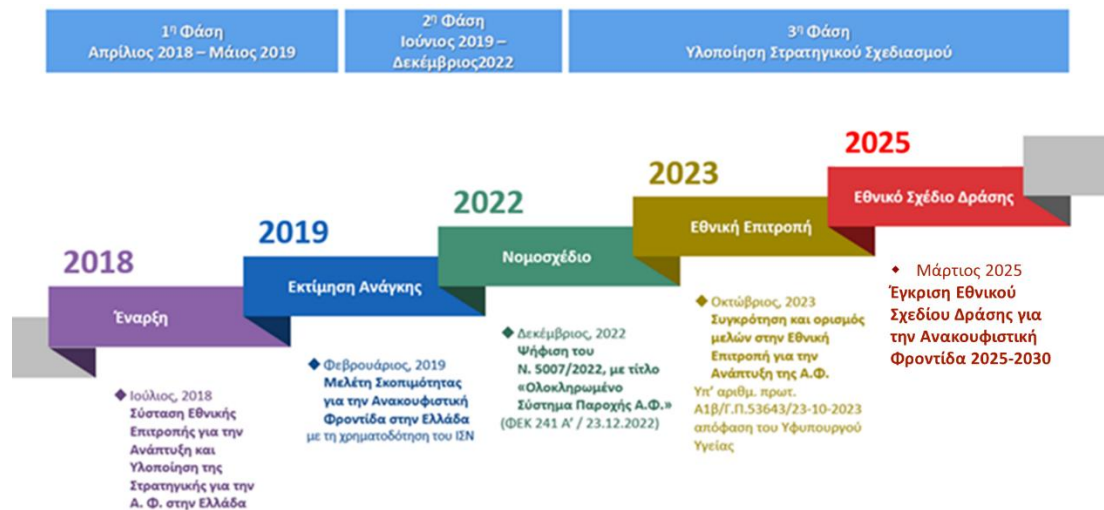 1η Φάση
Απρίλιος 2018 – Μάιος 2019
2η Φάση
Ιούνιος 2019 –
Δεκέμβριος2022
3η Φάση
Υλοποίηση Στρατηγικού Σχεδιασμού
2018
Έναρξη
◆ Ιούλιος, 2018
Σύσταση Εθνικής
Επιτροπής για την
Ανάπτυξη και
Υλοποίηση της
Στρατηγικής για την
Α. Φ. στην Ελλάδα
2019
Εκτίμηση Ανάγκης
◆ Φεβρουάριος, 2019
Μελέτη Σκοπιμότητας
για την Ανακουφιστική
Φροντίδα στην Ελλάδα
με τη χρηματοδότηση του ΙΣΝ
2022
Νομοσχέδιο
◆ Δεκέμβριος, 2022
Ψήφιση του
Ν. 5007/2022, με τίτλο
«Ολοκληρωμένο
Σύστημα Παροχής Α.Φ.»
(ΦΕΚ 241 Α’ / 23.12.2022)
2023
Εθνική Επιτροπή
◆ Οκτώβριος, 2023
Συγκρότηση και ορισμός
μελών στην Εθνική
Επιτροπή για την
Ανάπτυξη της Α.Φ.
Υπ’ αριθμ. πρωτ.
Α1β/Γ.Π.53643/23-10-2023
απόφαση του Υφυπουργού
Υγείας
2025
Εθνικό Σχέδιο Δράσης
◆ Μάρτιος 2025
Έγκριση Εθνικού
Σχεδίου Δράσης για
την Ανακουφιστική
Φροντίδα 2025-2030